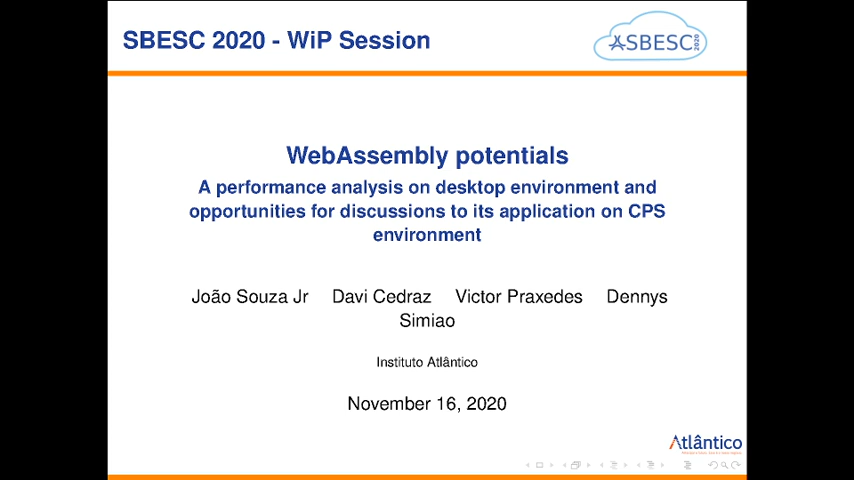 SBESC 2020 - WiP Session
SBESC 2020
WebAssembly potentials
A performance analysis on desktop environment and
opportunities for discussions to its application on CPS
environment
João Souza Jr Davi Cedraz Victor Praxedes Dennys
Simiao
Instituto Atlântico
November 16, 2020
Atlântico